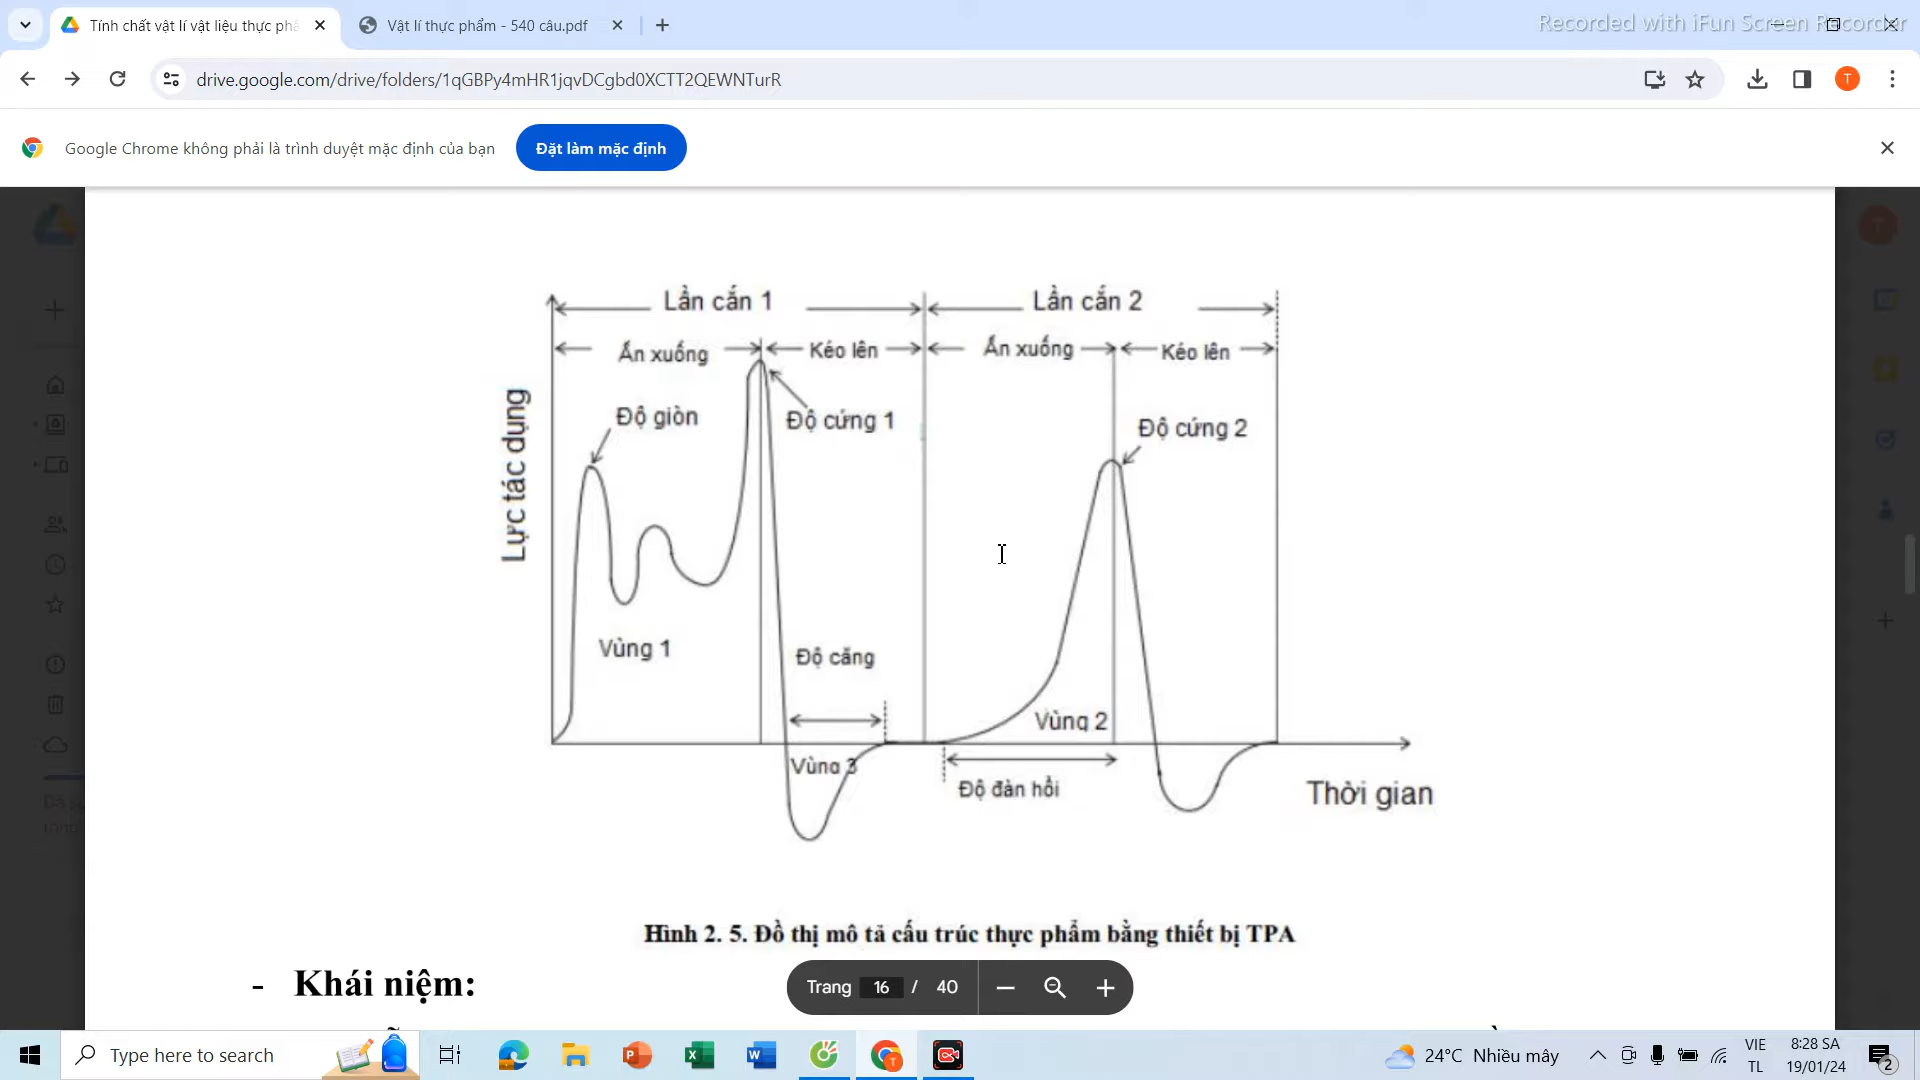 Tính chất vật lí vật liệu thực phẩ
Vật lí thực phẩm - 540 câu.pdf
Recorded with iFun Screen Recorder
drive.google.com/drive/folders/1qGBPy4mHR1jqvDCgbd0XCTT2QEWNTurR
T
Google Chrome không phải là trình duyệt mặc định của bạn
Đặt làm mặc định
Lần cắn 1
Lần cắn 2
Ấn xuống
Kéo lên
Ấn xuống
Kéo lên
Độ giòn
Độ cứng 1
Độ cứng 2
Lực tác dụng
Vùng 1
Độ căng
Vùng 2
Vùng 3
Độ đàn hồi
Thời gian
Hình 2. 5. Đồ thị mô tả cấu trúc thực phẩm bằng thiết bị TPA
- Khái niệm:
Trang 16 / 40
Type here to search
24°C Nhiều mây
VIE
TL
8:28 SA
19/01/24
2